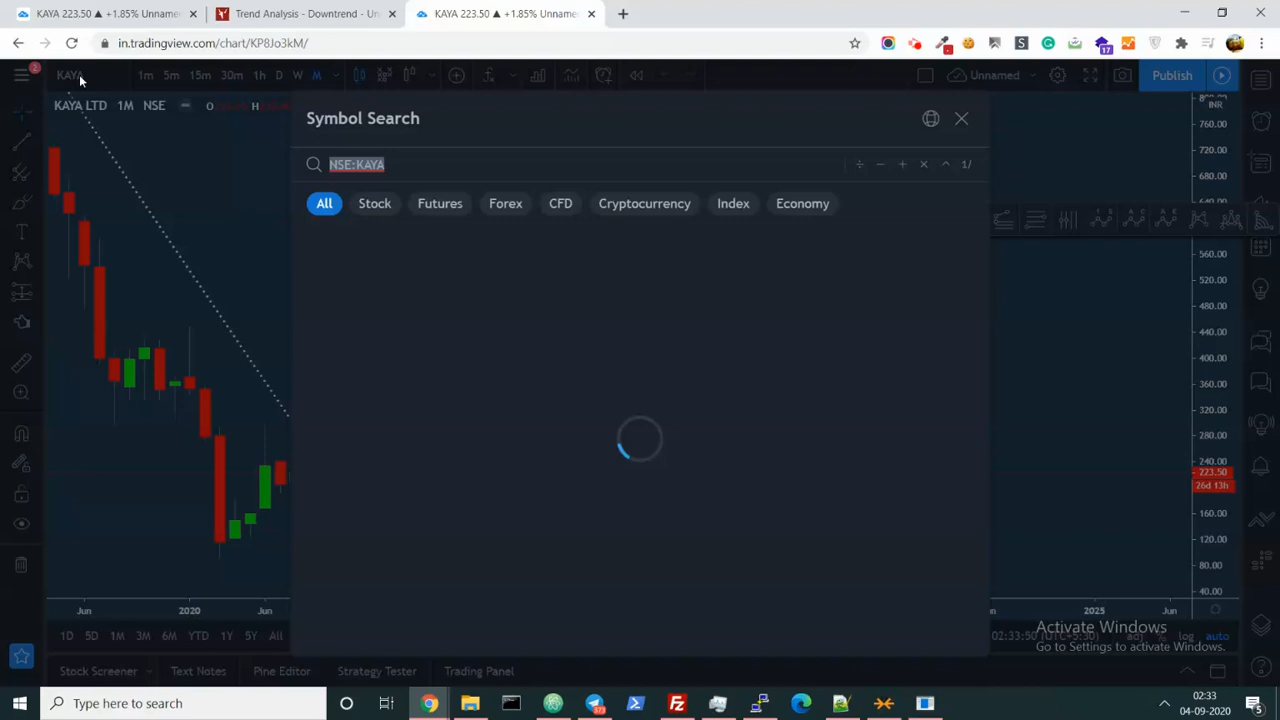 KAYA 223.50 ▲ +1.85% Unname
Trend Analysis - Downtrend - Un
KAYA 223.50 ▲ +1.85% Unname
in.tradingview.com/chart/KP8Jo3kM/
17
2
KAYA
1m 5m 15m 30m 1h D W M
Unnamed
Publish
KAYA LTD 1M NSE
O
H
Symbol Search
INR
NSE:KAYA
÷ − + × ^ 1/
All Stock Futures Forex CFD Cryptocurrency Index Economy
760.00
720.00
680.00
640.00
560.00
520.00
480.00
440.00
400.00
360.00
320.00
280.00
240.00
223.50
26d 13h
160.00
120.00
80.00
40.00
Jun 2020 Jun
2025 Jun
Activate Windows
Go to Settings to activate Windows.
1D 5D 1M 3M 6M YTD 1Y 5Y All
02:33:50 (UTC+5:30) adj % log auto
Stock Screener Text Notes Pine Editor Strategy Tester Trading Panel
Type here to search
373
02:33
04-09-2020
5